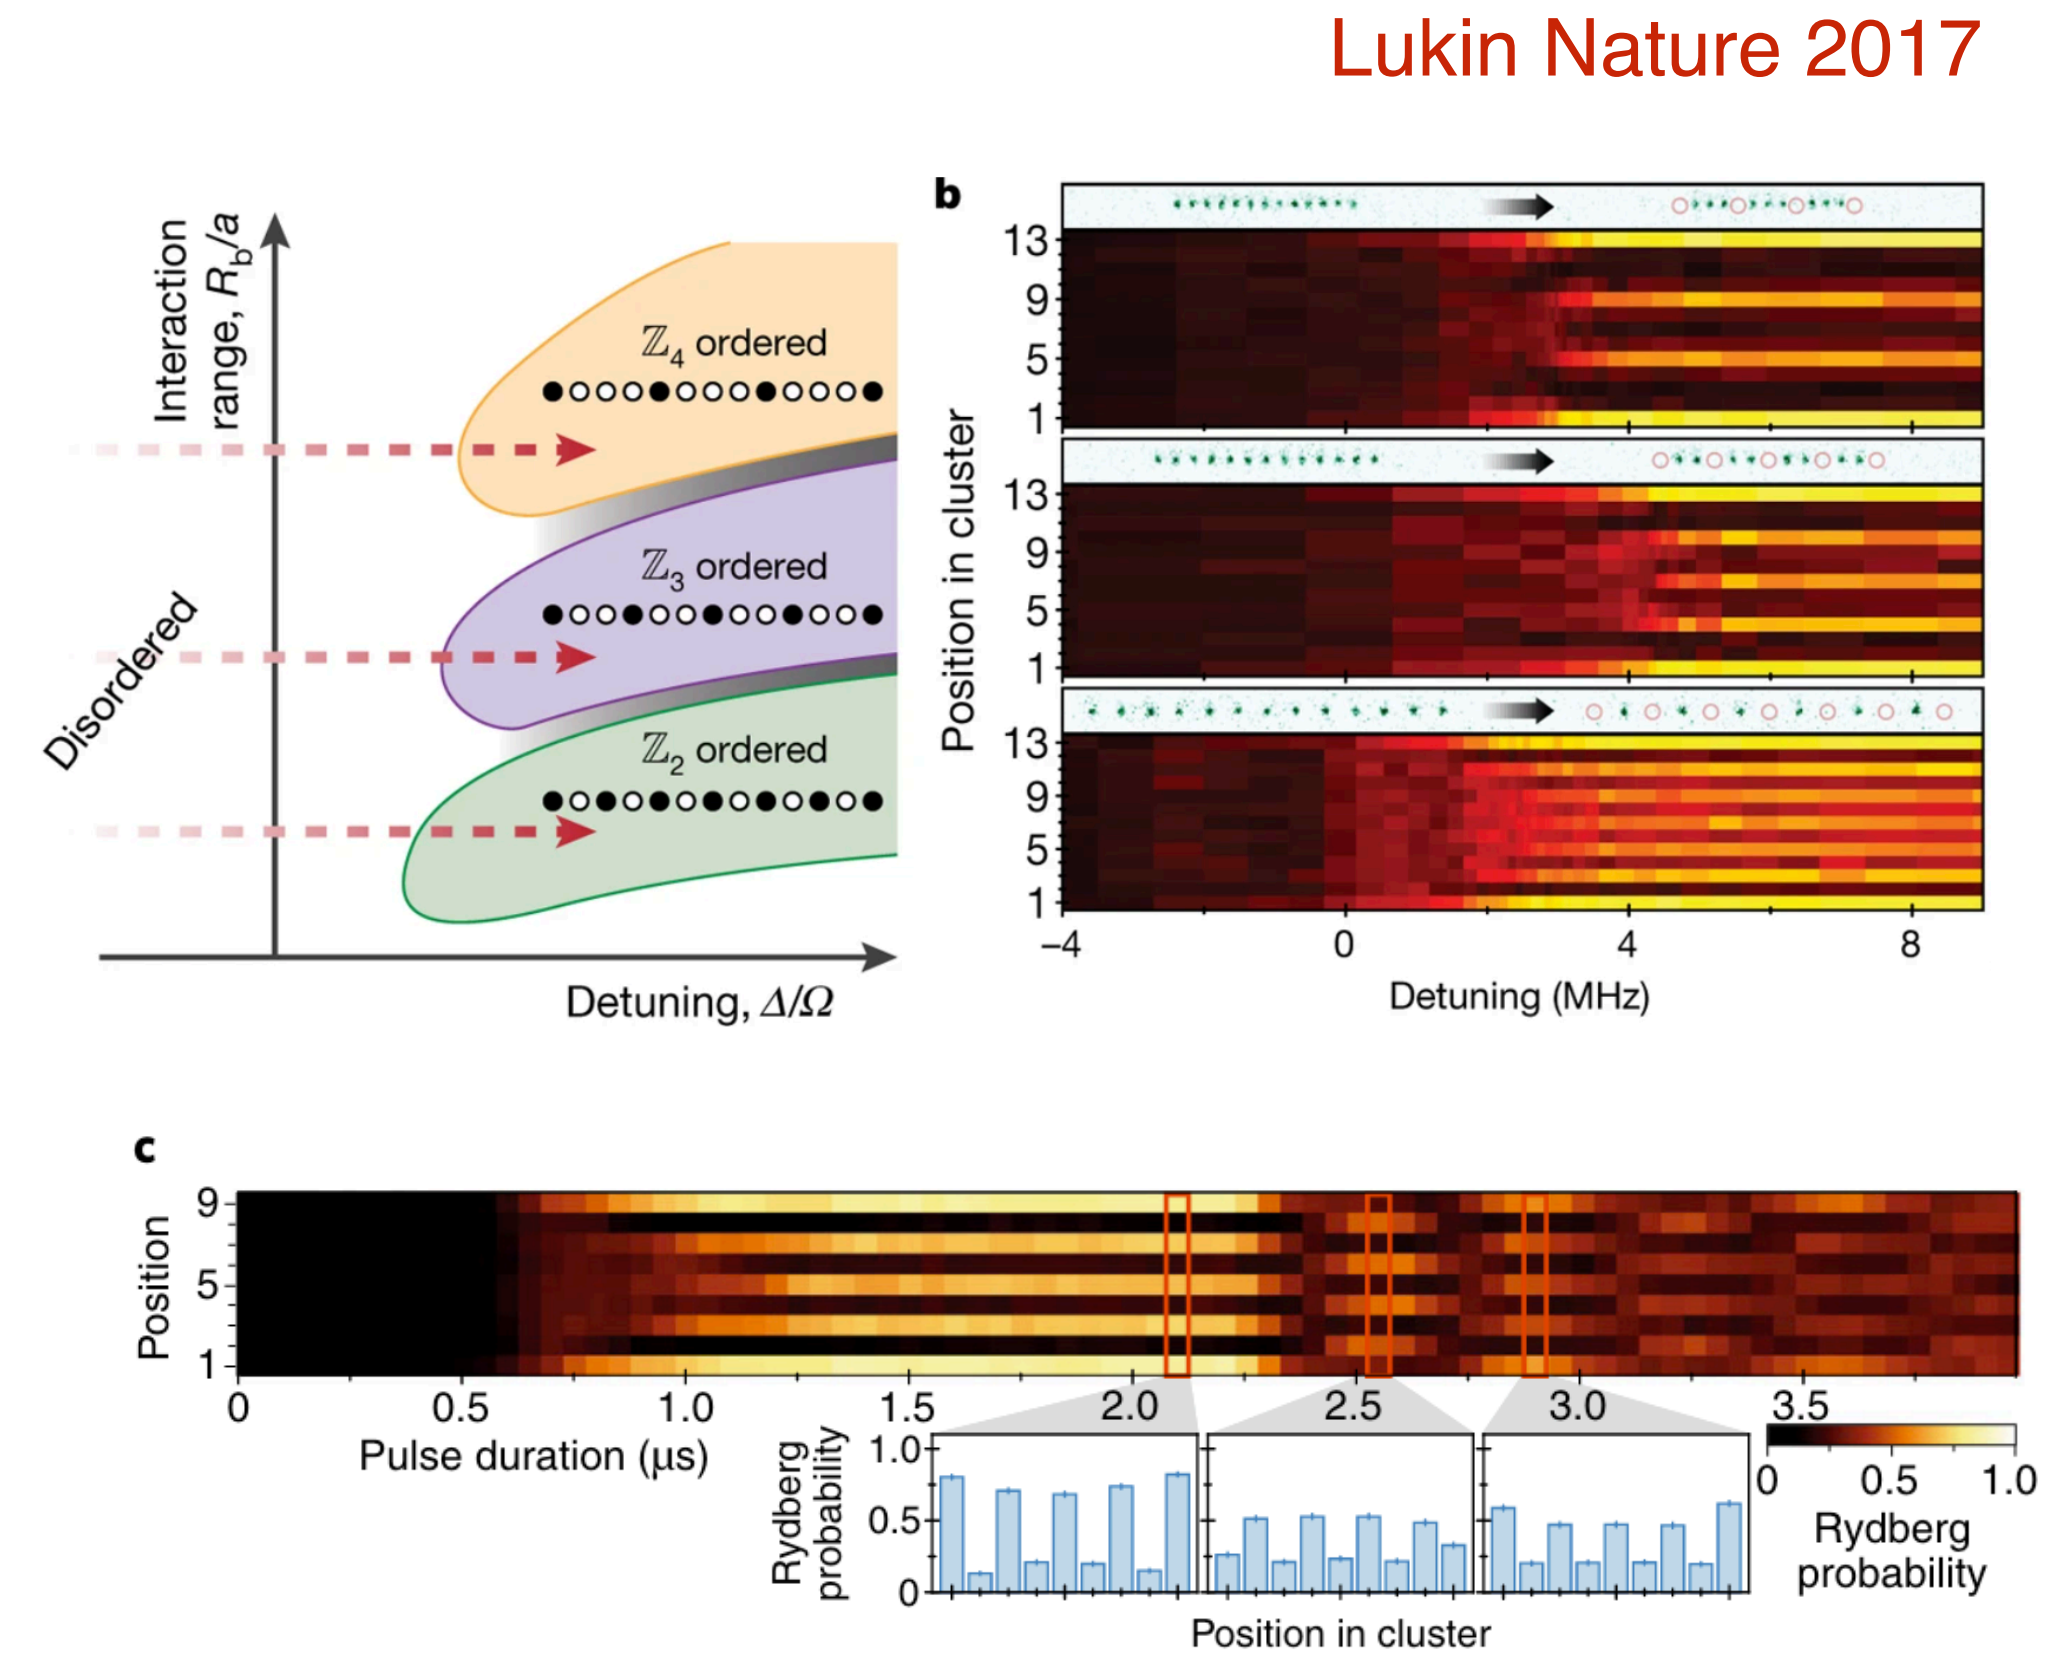 Lukin Nature 2017
Interaction
range, R_b/a
ℤ₄ ordered
ℤ₃ ordered
ℤ₂ ordered
Disordered
Detuning, Δ/Ω
b
13
9
5
1
13
9
5
1
13
9
5
1
Position in cluster
−4 0 4 8
Detuning (MHz)
c
9
5
1
Position
0 0.5 1.0 1.5 2.0 2.5 3.0 3.5
Pulse duration (μs)
Rydberg
probability
1.0
0.5
0
Position in cluster
0 0.5 1.0
Rydberg
probability